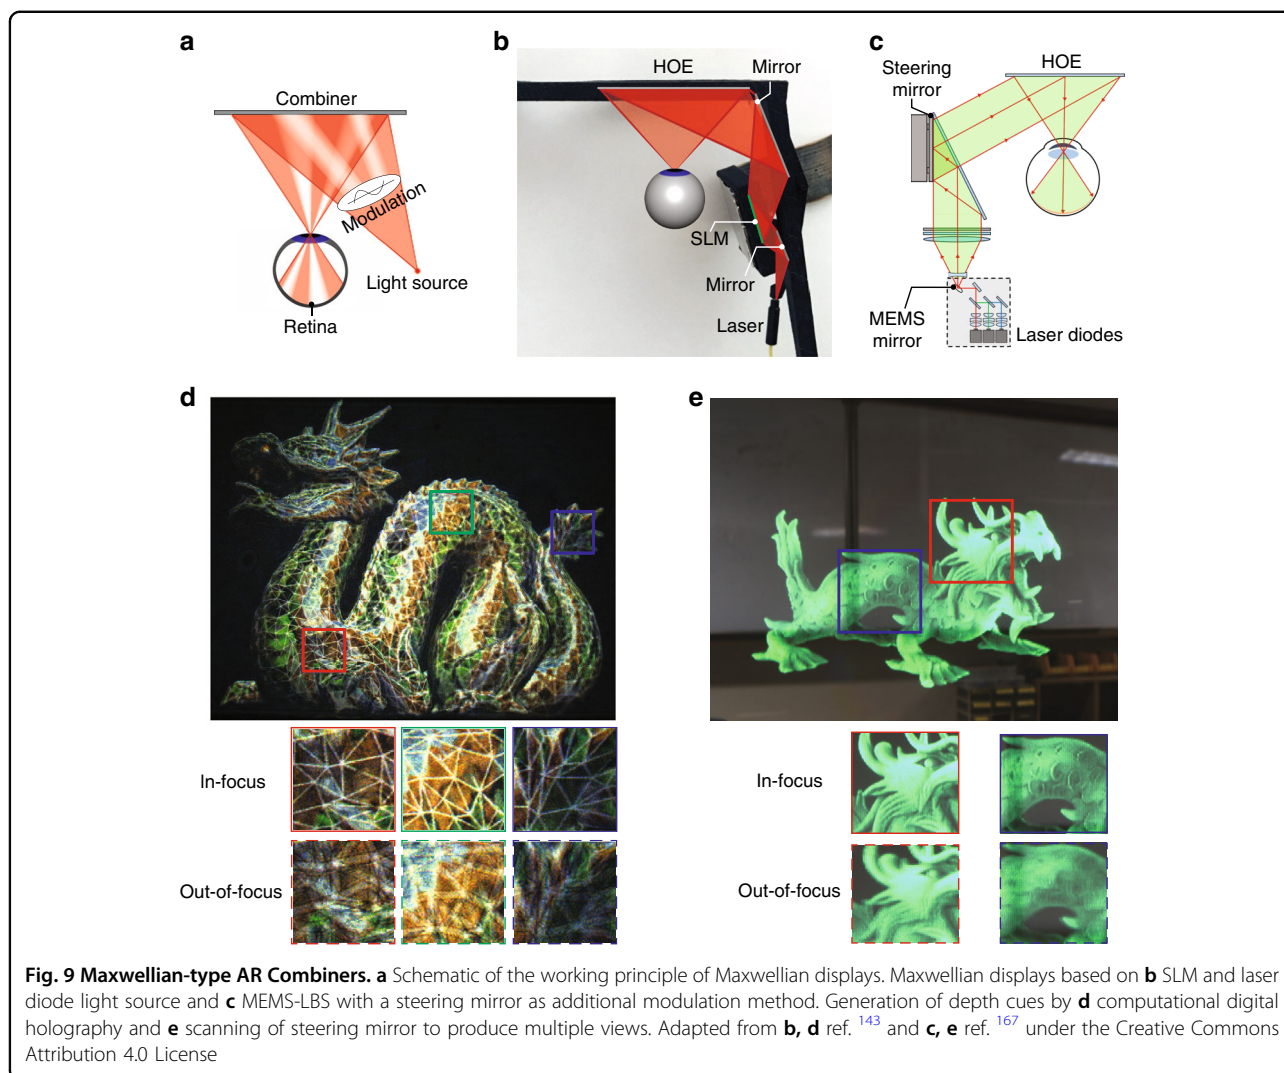 a
Combiner
Modulation
Light source
Retina
b
HOE
Mirror
SLM
Mirror
Laser
c
HOE
Steering
mirror
MEMS
mirror
Laser diodes
d
In-focus
Out-of-focus
e
In-focus
Out-of-focus
Fig. 9 Maxwellian-type AR Combiners. a Schematic of the working principle of Maxwellian displays. Maxwellian displays based on b SLM and laser
diode light source and c MEMS-LBS with a steering mirror as additional modulation method. Generation of depth cues by d computational digital
holography and e scanning of steering mirror to produce multiple views. Adapted from b, d ref. 143 and c, e ref. 167 under the Creative Commons
Attribution 4.0 License